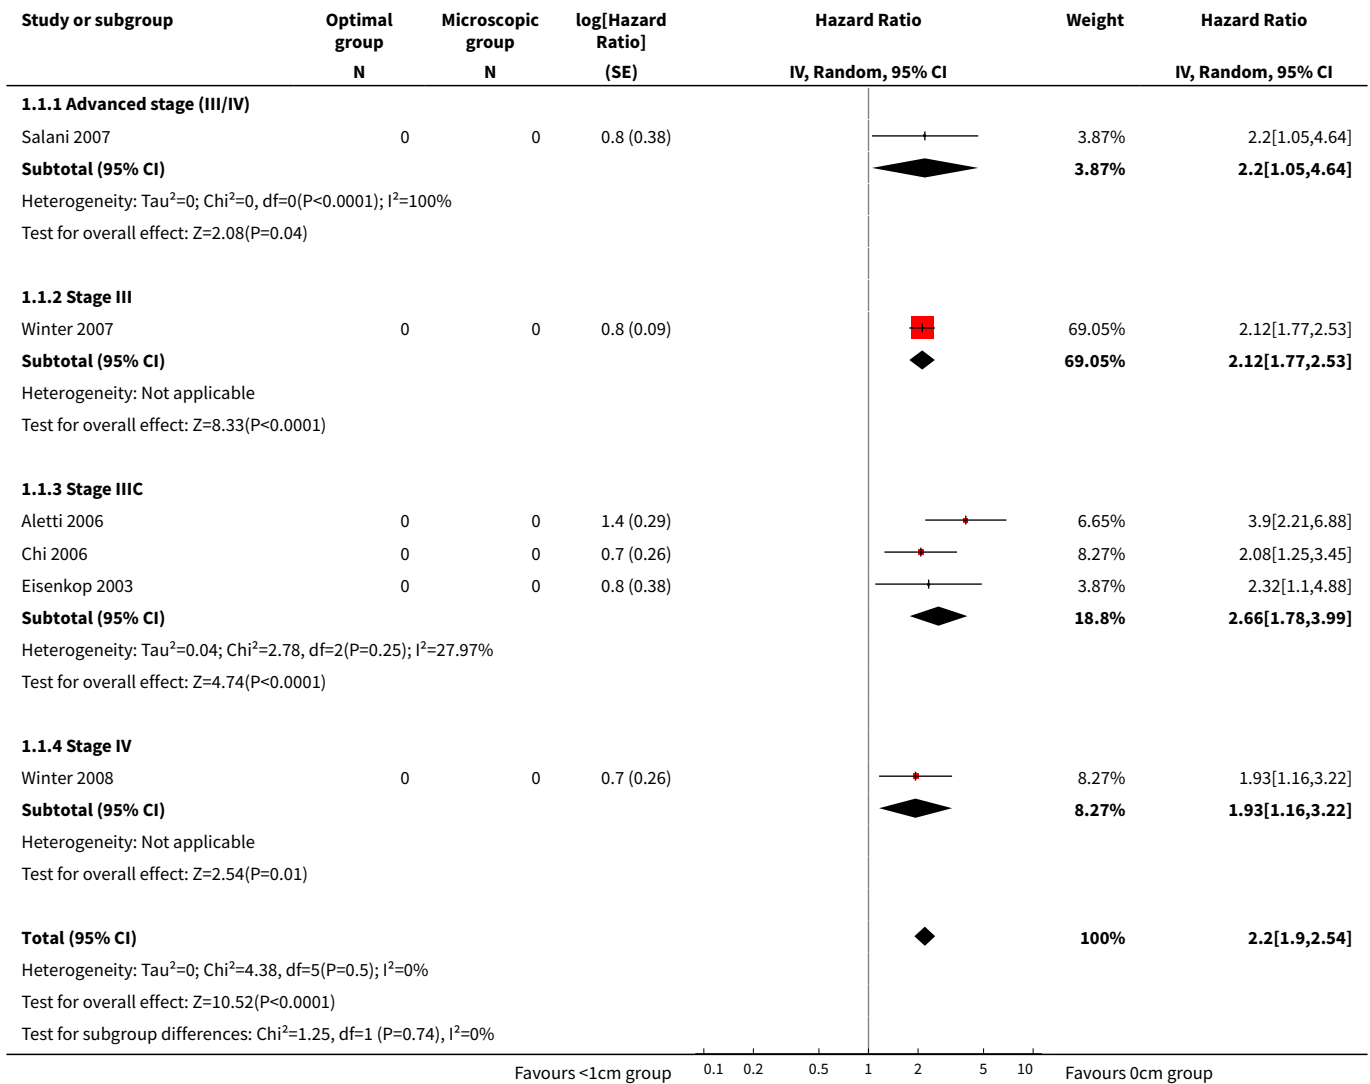 Study or subgroup Optimal group Microscopic group log[Hazard Ratio] Hazard Ratio Weight Hazard Ratio
N N (SE) IV, Random, 95% CI IV, Random, 95% CI
1.1.1 Advanced stage (III/IV)
Salani 2007 0 0 0.8 (0.38) 3.87% 2.2[1.05,4.64]
Subtotal (95% CI) 3.87% 2.2[1.05,4.64]
Heterogeneity: Tau²=0; Chi²=0, df=0(P<0.0001); I²=100%
Test for overall effect: Z=2.08(P=0.04)
1.1.2 Stage III
Winter 2007 0 0 0.8 (0.09) 69.05% 2.12[1.77,2.53]
Subtotal (95% CI) 69.05% 2.12[1.77,2.53]
Heterogeneity: Not applicable
Test for overall effect: Z=8.33(P<0.0001)
1.1.3 Stage IIIC
Aletti 2006 0 0 1.4 (0.29) 6.65% 3.9[2.21,6.88]
Chi 2006 0 0 0.7 (0.26) 8.27% 2.08[1.25,3.45]
Eisenkop 2003 0 0 0.8 (0.38) 3.87% 2.32[1.1,4.88]
Subtotal (95% CI) 18.8% 2.66[1.78,3.99]
Heterogeneity: Tau²=0.04; Chi²=2.78, df=2(P=0.25); I²=27.97%
Test for overall effect: Z=4.74(P<0.0001)
1.1.4 Stage IV
Winter 2008 0 0 0.7 (0.26) 8.27% 1.93[1.16,3.22]
Subtotal (95% CI) 8.27% 1.93[1.16,3.22]
Heterogeneity: Not applicable
Test for overall effect: Z=2.54(P=0.01)
Total (95% CI) 100% 2.2[1.9,2.54]
Heterogeneity: Tau²=0; Chi²=4.38, df=5(P=0.5); I²=0%
Test for overall effect: Z=10.52(P<0.0001)
Test for subgroup differences: Chi²=1.25, df=1 (P=0.74), I²=0%
Favours <1cm group 0.1 0.2 0.5 1 2 5 10 Favours 0cm group